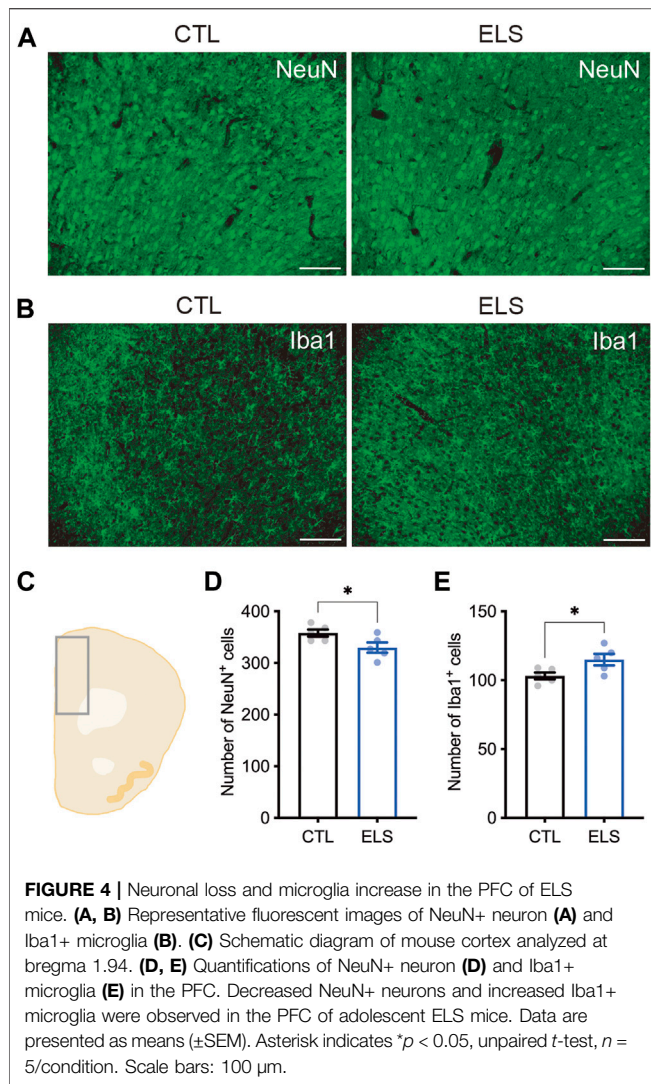 A
CTL
ELS
NeuN
NeuN
B
CTL
ELS
Iba1
Iba1
C
D
Number of NeuN⁺ cells
400
300
200
100
0
*
CTL
ELS
E
Number of Iba1⁺ cells
150
100
50
0
*
CTL
ELS
FIGURE 4 | Neuronal loss and microglia increase in the PFC of ELS
mice. (A, B) Representative fluorescent images of NeuN+ neuron (A) and
Iba1+ microglia (B). (C) Schematic diagram of mouse cortex analyzed at
bregma 1.94. (D, E) Quantifications of NeuN+ neuron (D) and Iba1+
microglia (E) in the PFC. Decreased NeuN+ neurons and increased Iba1+
microglia were observed in the PFC of adolescent ELS mice. Data are
presented as means (±SEM). Asterisk indicates *p < 0.05, unpaired t-test, n =
5/condition. Scale bars: 100 µm.